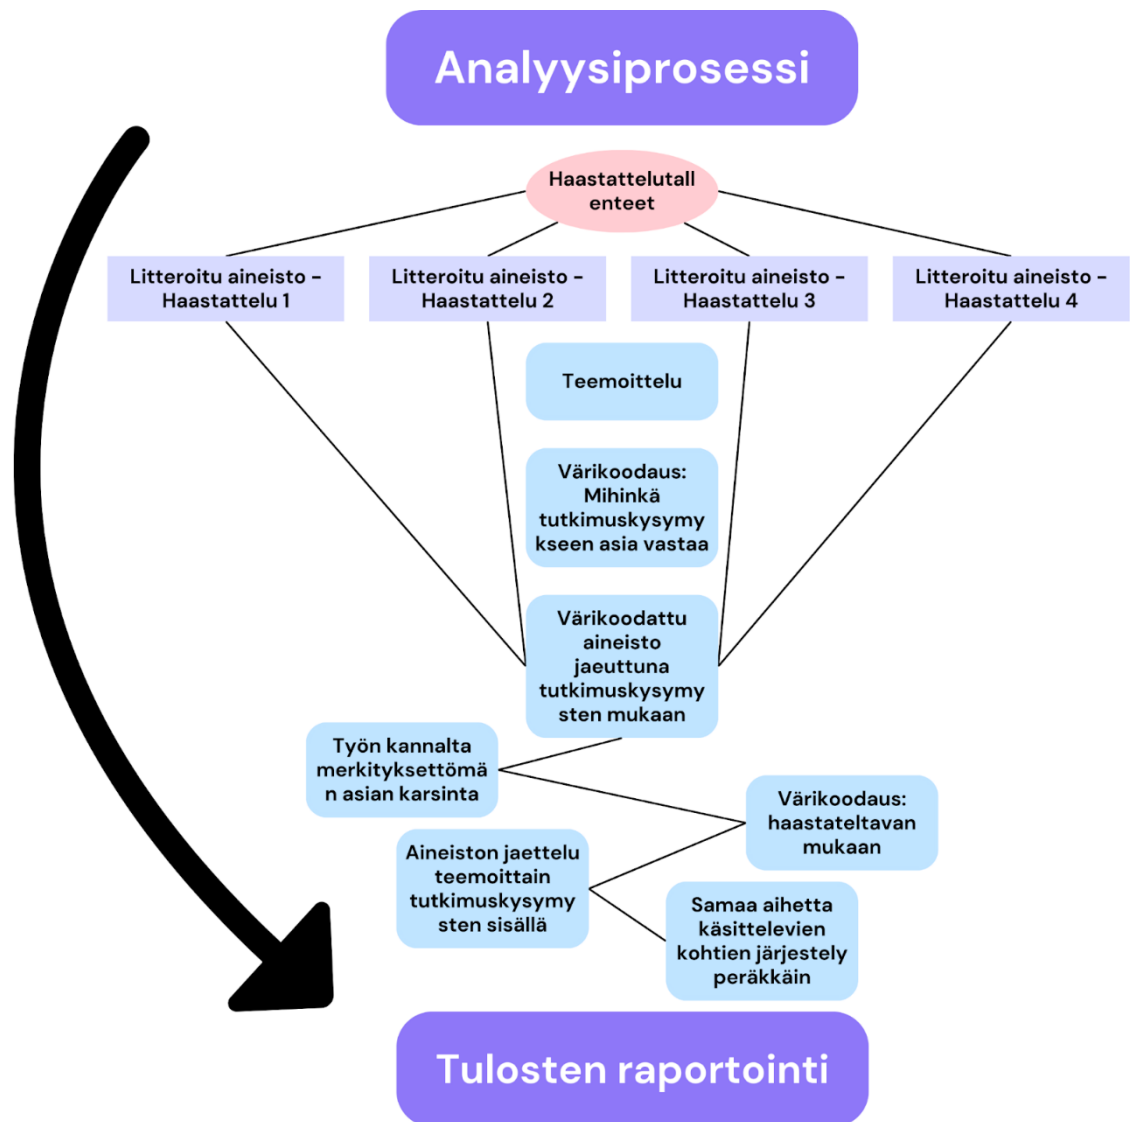 Analyysiprosessi
Haastattelutall
enteet
Litteroitu aineisto -
Haastattelu 1
Litteroitu aineisto -
Haastattelu 2
Litteroitu aineisto -
Haastattelu 3
Litteroitu aineisto -
Haastattelu 4
Teemoittelu
Värikoodaus:
Mihinkä
tutkimuskysymy
kseen asia vastaa
Värikoodattu
aineisto
jaeuttuna
tutkimuskysymy
sten mukaan
Työn kannalta
merkityksettömä
n asian karsinta
Värikoodaus:
haastateltavan
mukaan
Aineiston jaettelu
teemoittain
tutkimuskysymy
sten sisällä
Samaa aihetta
käsittelevien
kohtien järjestely
peräkkäin
Tulosten raportointi